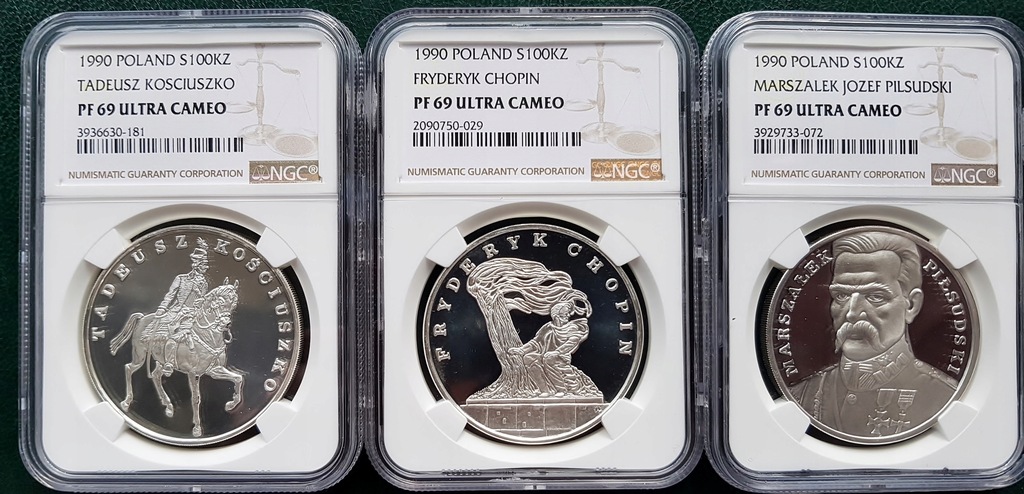 1990 POLAND S100KZ
TADEUSZ KOSCIUSZKO
PF 69 ULTRA CAMEO
3936630-181
NUMISMATIC GUARANTY CORPORATION
NGC®
TADEUSZ KOŚCIUSZKO
1990 POLAND S100KZ
FRYDERYK CHOPIN
PF 69 ULTRA CAMEO
2090750-029
NUMISMATIC GUARANTY CORPORATION
NGC®
FRYDERYK CHOPIN
1990 POLAND S100KZ
MARSZALEK JOZEF PILSUDSKI
PF 69 ULTRA CAMEO
3929733-072
NUMISMATIC GUARANTY CORPORATION
NGC®
MARSZAŁEK PIŁSUDSKI